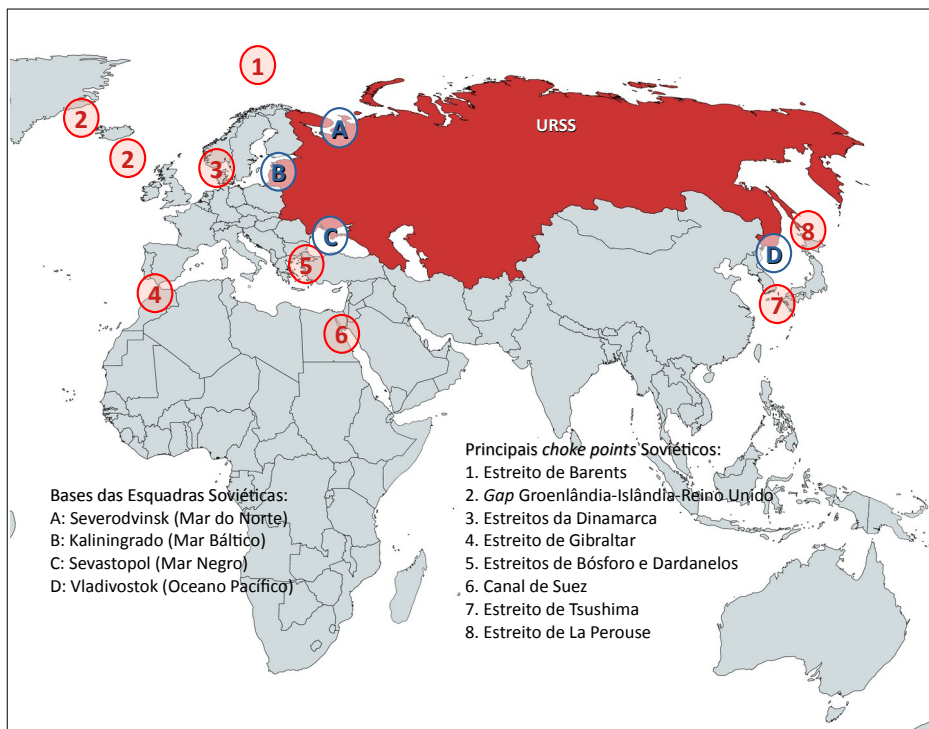 1
2
2
3
A
B
URSS
C
5
4
6
8
D
7
Principais choke points Soviéticos:
1. Estreito de Barents
2. Gap Groenlândia-Islândia-Reino Unido
3. Estreitos da Dinamarca
4. Estreito de Gibraltar
5. Estreitos de Bósforo e Dardanelos
6. Canal de Suez
7. Estreito de Tsushima
8. Estreito de La Perouse
Bases das Esquadras Soviéticas:
A: Severodvinsk (Mar do Norte)
B: Kaliningrado (Mar Báltico)
C: Sevastopol (Mar Negro)
D: Vladivostok (Oceano Pacífico)